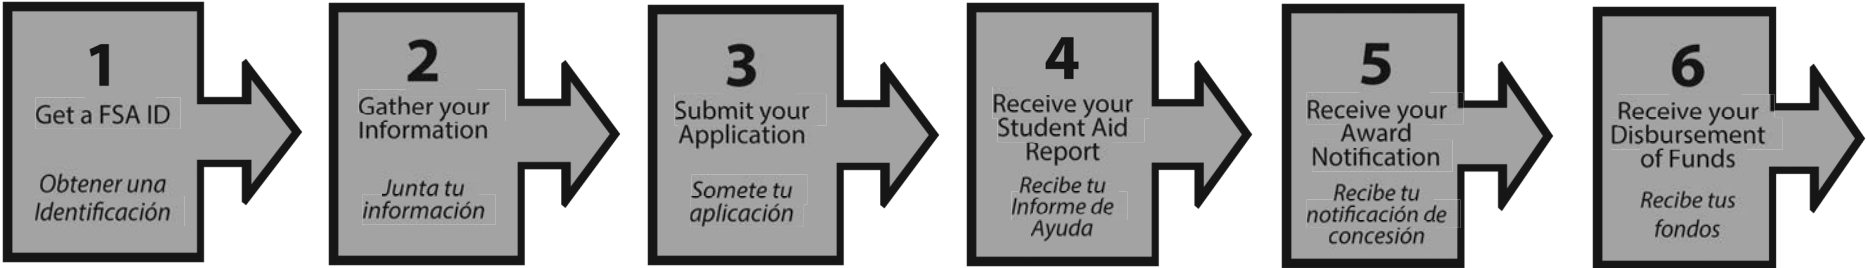 1
Get a FSA ID
Obtener una
Identificación
2
Gather your
Information
Junta tu
información
3
Submit your
Application
Somete tu
aplicación
4
Receive your
Student Aid
Report
Recibe tu
Informe de
Ayuda
5
Receive your
Award
Notification
Recibe tu
notificación de
concesión
6
Receive your
Disbursement
of Funds
Recibe tus
fondos